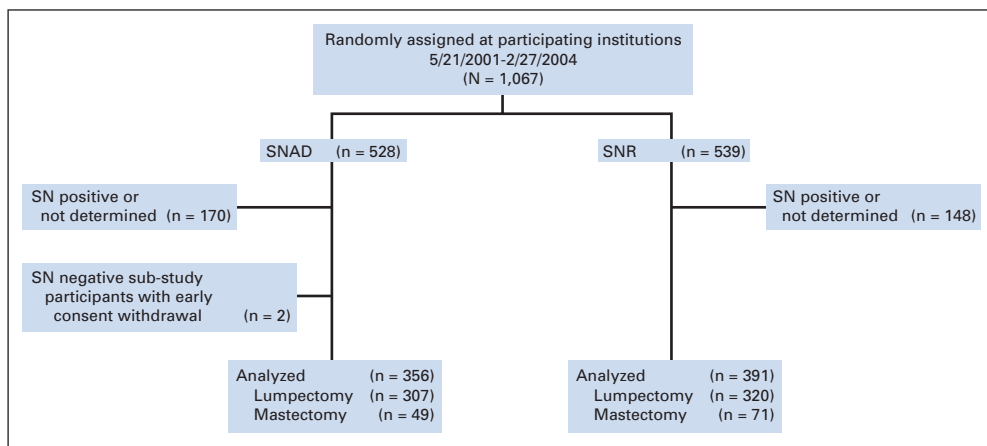 Randomly assigned at participating institutions
5/21/2001-2/27/2004
(N = 1,067)
SNAD (n = 528)
SNR (n = 539)
SN positive or
not determined (n = 170)
SN positive or
not determined (n = 148)
SN negative sub-study
participants with early
consent withdrawal (n = 2)
Analyzed (n = 356)
Lumpectomy (n = 307)
Mastectomy (n = 49)
Analyzed (n = 391)
Lumpectomy (n = 320)
Mastectomy (n = 71)